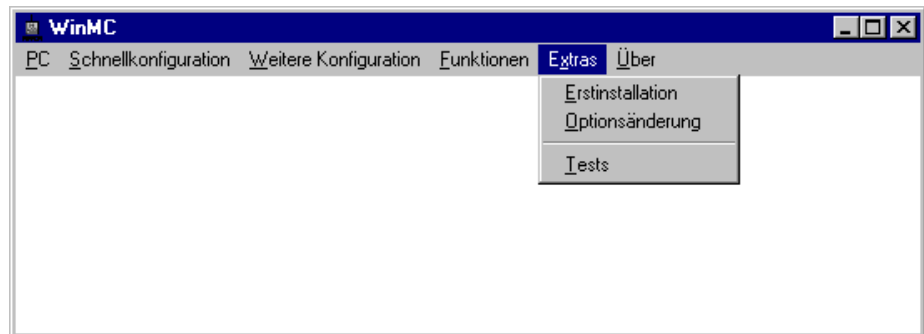 WinMC
PC Schnellkonfiguration Weitere Konfiguration Funktionen Extras Über
Erstinstallation
Optionsänderung
Tests